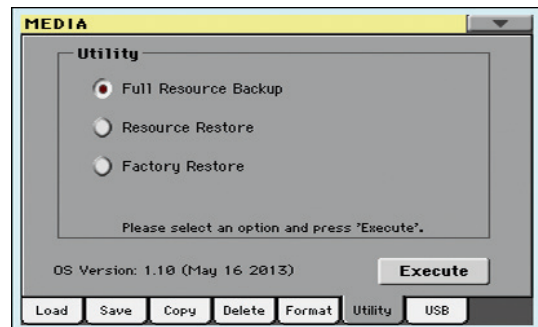 MEDIA
Utility
Full Resource Backup
Resource Restore
Factory Restore
Please select an option and press 'Execute'.
OS Version: 1.10 (May 16 2013)
Execute
Load Save Copy Delete Format Utility USB